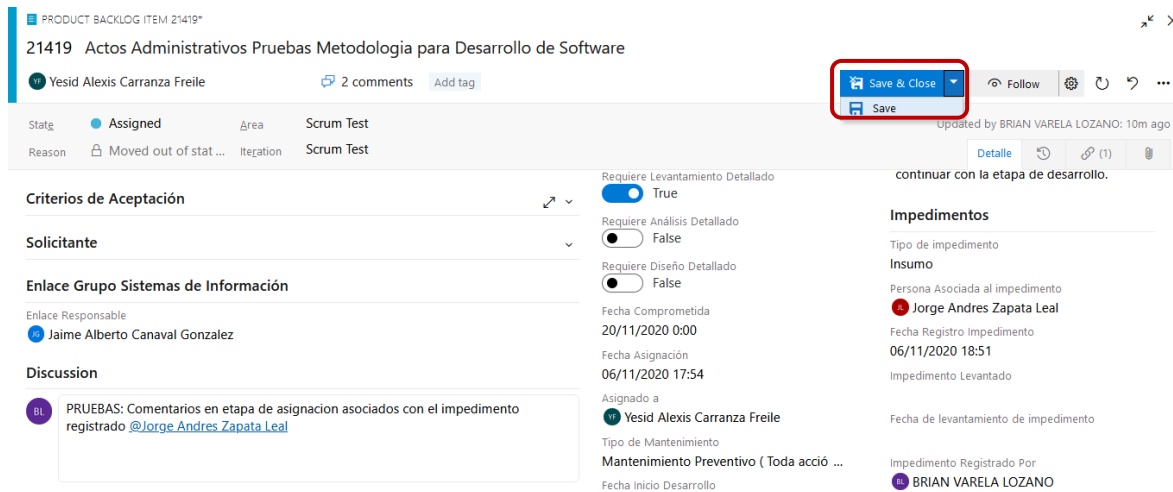 PRODUCT BACKLOG ITEM 21419*
21419 Actos Administrativos Pruebas Metodologia para Desarrollo de Software
YF Yesid Alexis Carranza Freile
2 comments
Add tag
Save & Close
Follow
Save
State
Assigned
Area
Scrum Test
Updated by BRIAN VARELA LOZANO: 10m ago
Reason
Moved out of stat ...
Iteration
Scrum Test
Detalle
(1)
Criterios de Aceptación
Solicitante
Enlace Grupo Sistemas de Información
Enlace Responsable
JG Jaime Alberto Canaval Gonzalez
Discussion
BL
PRUEBAS: Comentarios en etapa de asignacion asociados con el impedimento
registrado @Jorge Andres Zapata Leal
Requiere Levantamiento Detallado
True
Requiere Análisis Detallado
False
Requiere Diseño Detallado
False
Fecha Comprometida
20/11/2020 0:00
Fecha Asignación
06/11/2020 17:54
Asignado a
YF Yesid Alexis Carranza Freile
Tipo de Mantenimiento
Mantenimiento Preventivo ( Toda acció ...
Fecha Inicio Desarrollo
continuar con la etapa de desarrollo.
Impedimentos
Tipo de impedimento
Insumo
Persona Asociada al impedimento
JL Jorge Andres Zapata Leal
Fecha Registro Impedimento
06/11/2020 18:51
Impedimento Levantado
Fecha de levantamiento de impedimento
Impedimento Registrado Por
BL BRIAN VARELA LOZANO